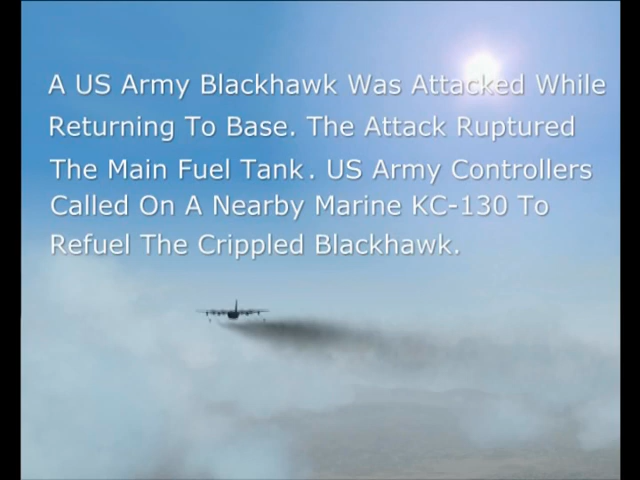 A US Army Blackhawk Was Attacked While
Returning To Base. The Attack Ruptured
The Main Fuel Tank. US Army Controllers
Called On A Nearby Marine KC-130 To
Refuel The Crippled Blackhawk.